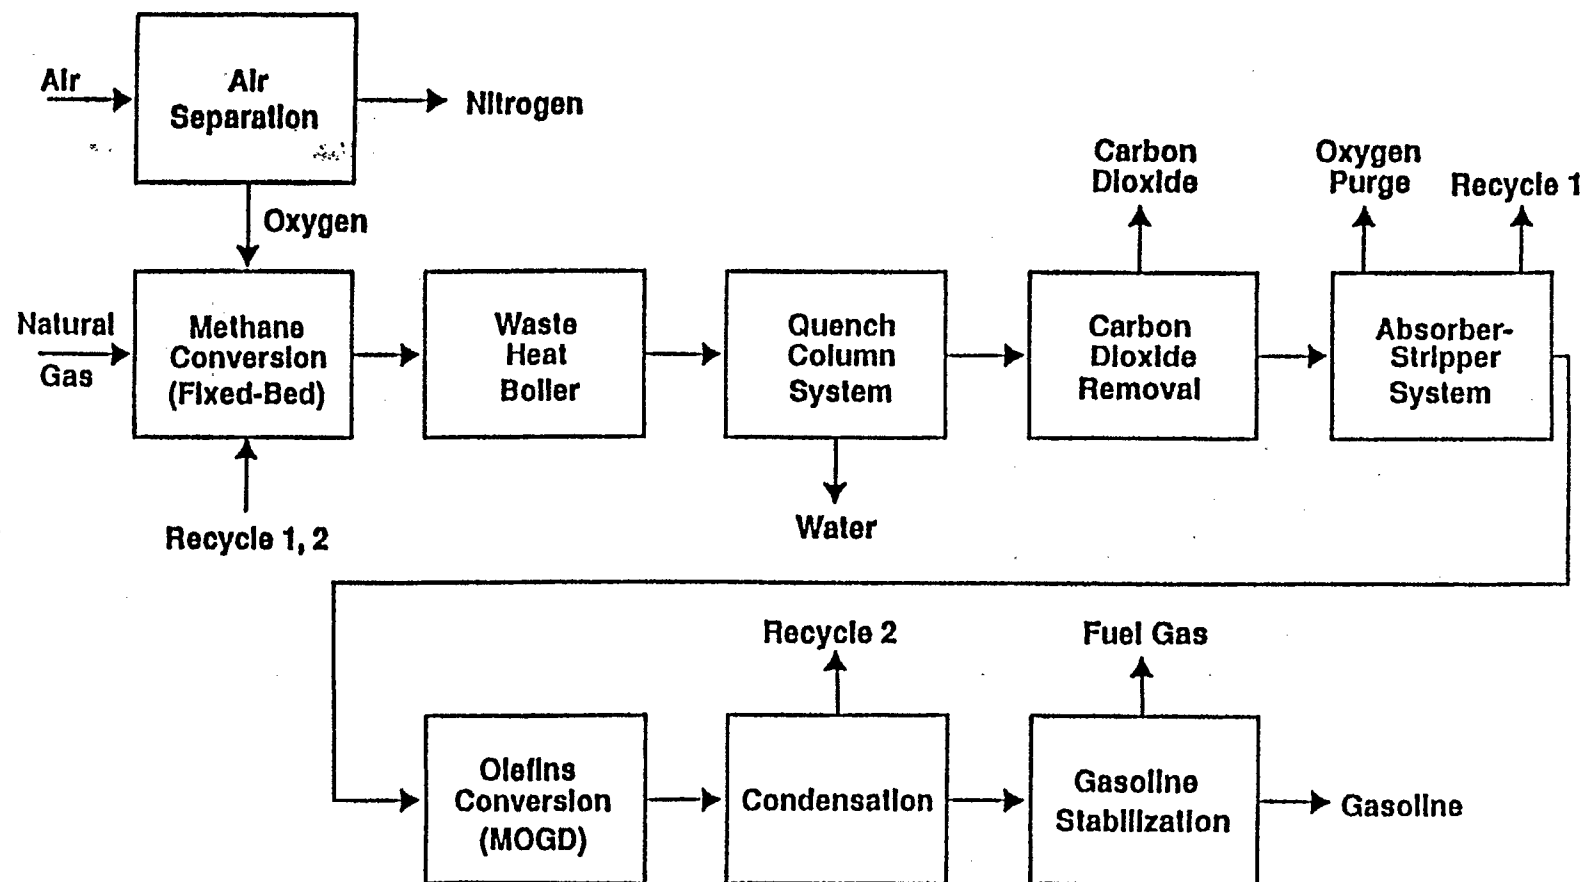 Air
Air
Separation
Nitrogen
Oxygen
Carbon
Dioxide
Oxygen
Purge
Recycle 1
Natural
Gas
Methane
Conversion
(Fixed-Bed)
Waste
Heat
Boiler
Quench
Column
System
Carbon
Dioxide
Removal
Absorber-
Stripper
System
Recycle 1, 2
Water
Recycle 2
Fuel Gas
Olefins
Conversion
(MOGD)
Condensation
Gasoline
Stabilization
Gasoline